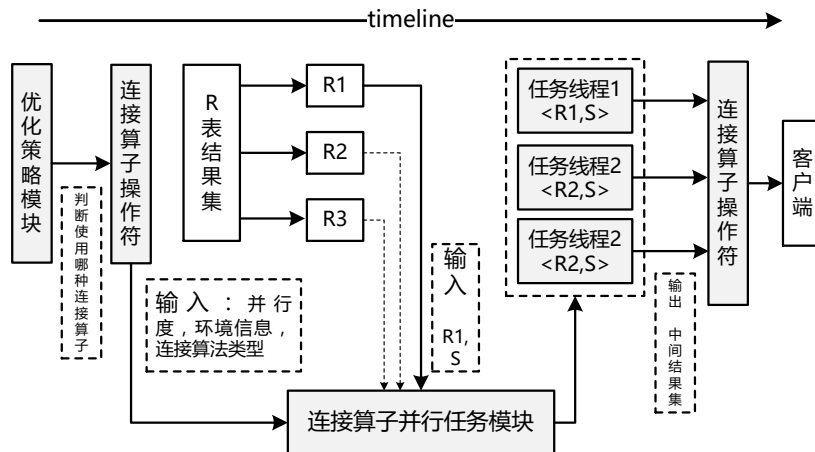 timeline
优化策略模块
判断使用哪种连接算子
连接算子操作符
输入：并行
度，环境信息，
连接算法类型
R表结果集
R1
R2
R3
输入
R1,
S
连接算子并行任务模块
任务线程1
<R1,S>
任务线程2
<R2,S>
任务线程2
<R2,S>
输出 中间结果集
连接算子操作符
客户端